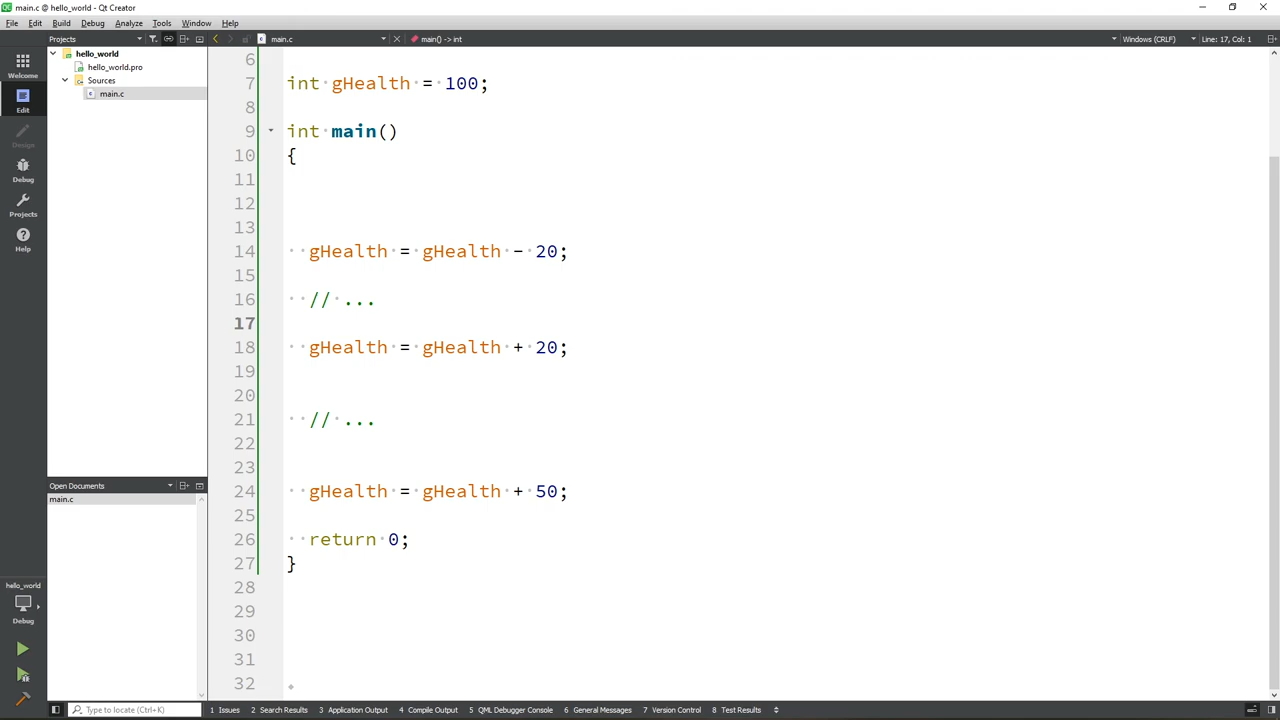 main.c @ hello_world - Qt Creator
File Edit Build Debug Analyze Tools Window Help
Projects main.c main() -> int Windows (CRLF) Line: 17, Col: 1
Welcome
Edit
Design
Debug
Projects
Help
hello_world
Debug
hello_world
hello_world.pro
Sources
main.c
Open Documents
main.c
6
7 int gHealth = 100;
8
9 int main()
10 {
11
12
13
14 gHealth = gHealth - 20;
15
16 // ...
17
18 gHealth = gHealth + 20;
19
20
21 // ...
22
23
24 gHealth = gHealth + 50;
25
26 return 0;
27 }
28
29
30
31
32
Type to locate (Ctrl+K) 1 Issues 2 Search Results 3 Application Output 4 Compile Output 5 QML Debugger Console 6 General Messages 7 Version Control 8 Test Results